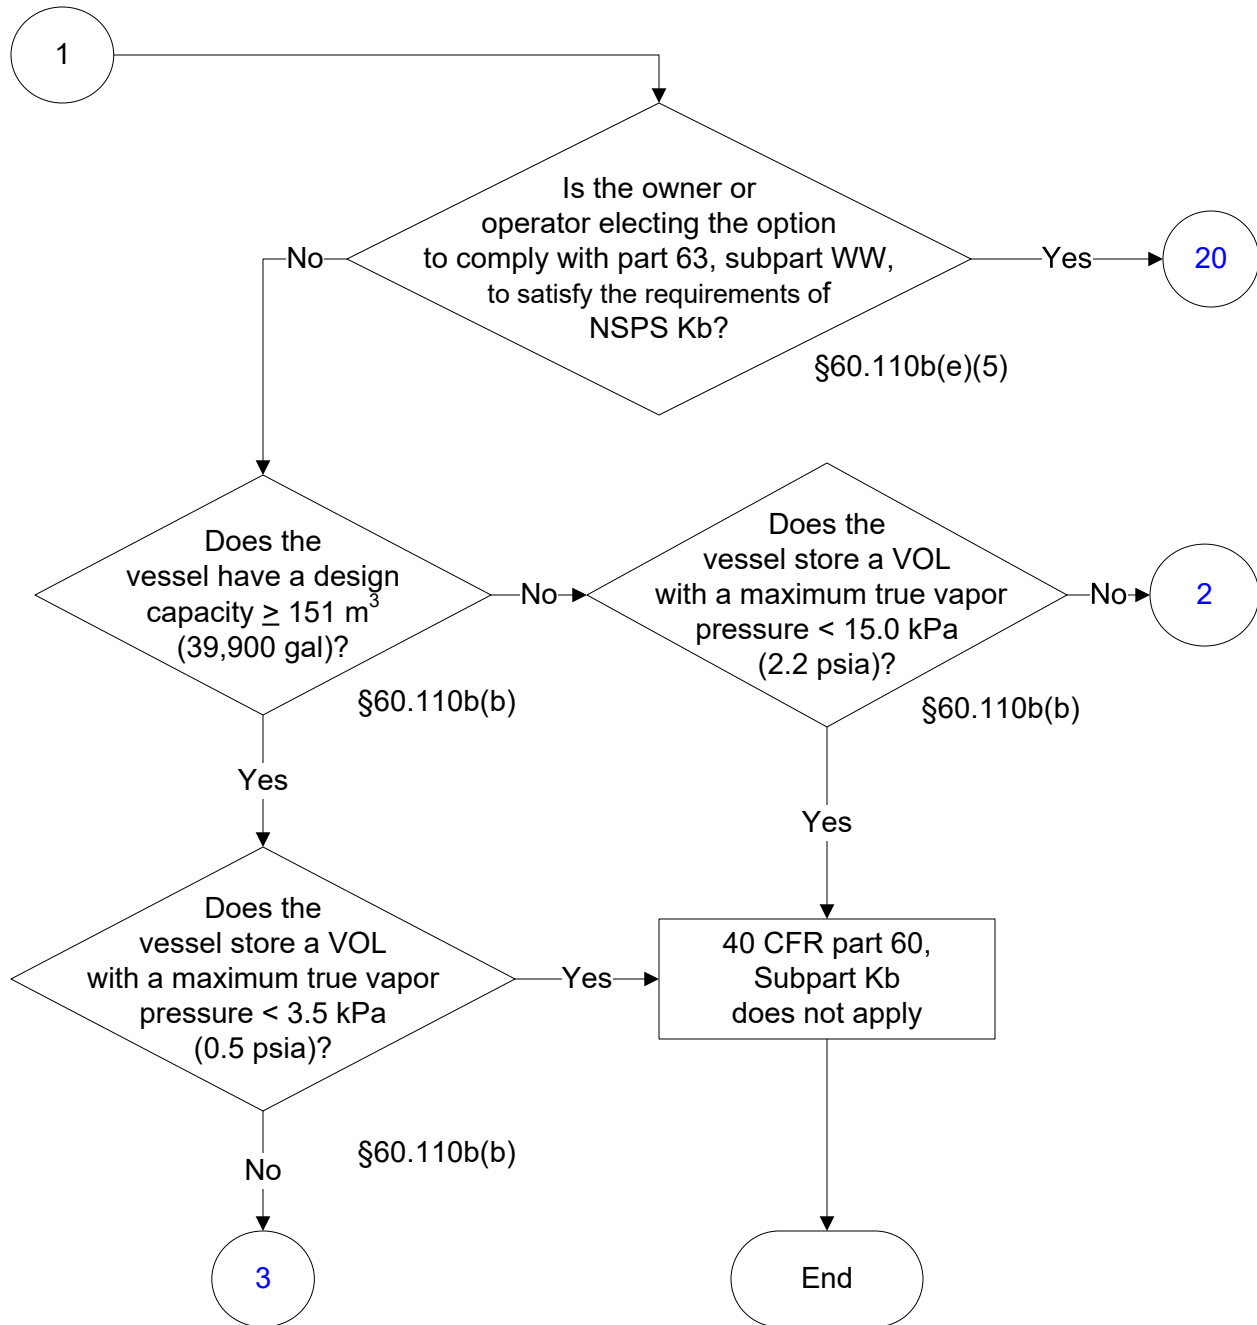 1
Is the owner or
operator electing the option
to comply with part 63, subpart WW,
to satisfy the requirements of
NSPS Kb?
No
Yes
20
§60.110b(e)(5)
Does the
vessel have a design
capacity ≥ 151 m³
(39,900 gal)?
No
§60.110b(b)
Does the
vessel store a VOL
with a maximum true vapor
pressure < 15.0 kPa
(2.2 psia)?
No
2
§60.110b(b)
Yes
Yes
Does the
vessel store a VOL
with a maximum true vapor
pressure < 3.5 kPa
(0.5 psia)?
Yes
40 CFR part 60,
Subpart Kb
does not apply
§60.110b(b)
No
3
End